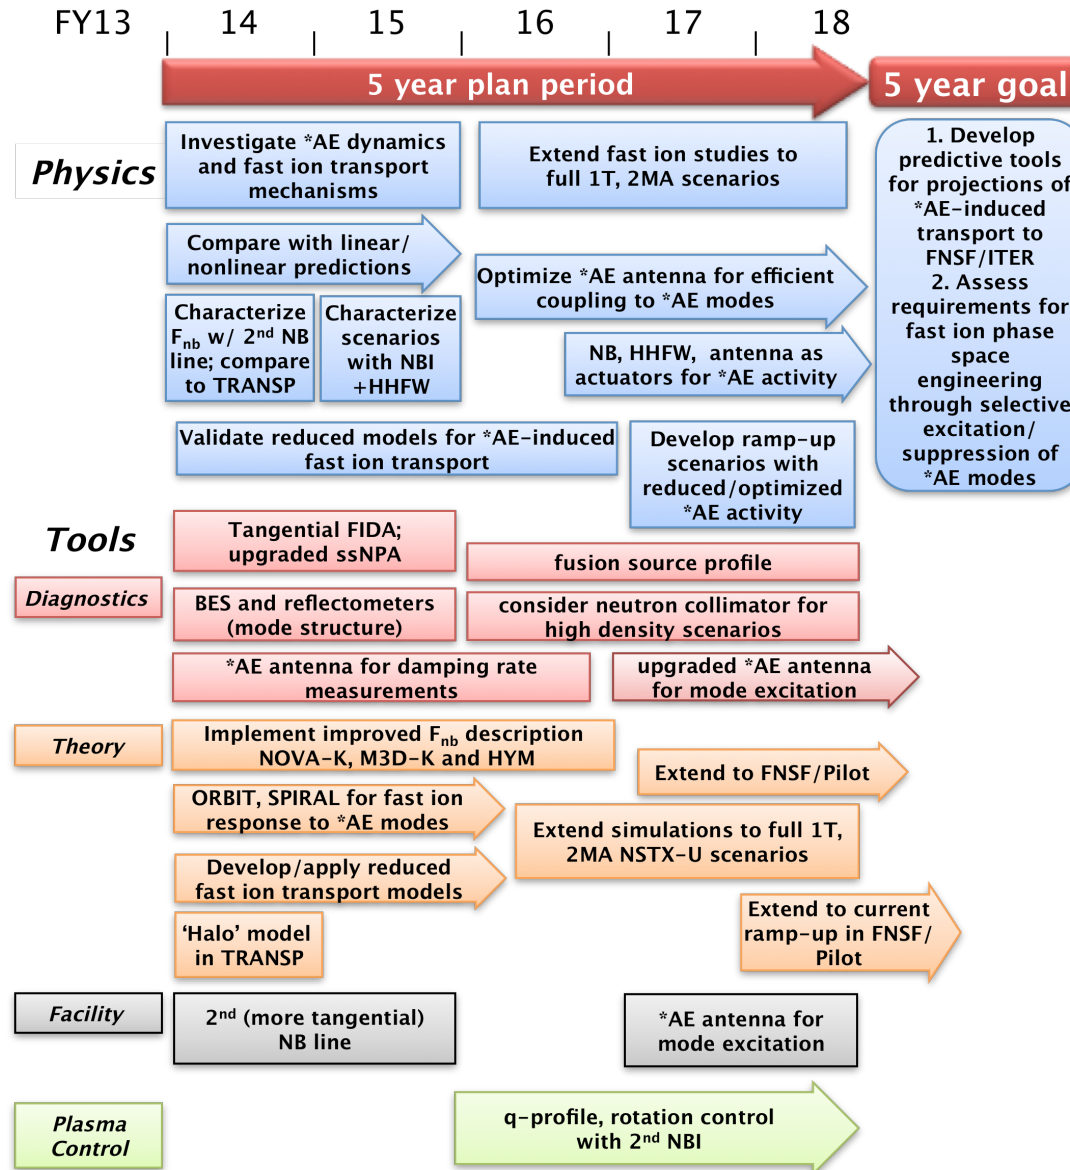 FY13 14 15 16 17 18
5 year plan period
5 year goal
Physics
Investigate *AE dynamics
and fast ion transport
mechanisms
Extend fast ion studies to
full 1T, 2MA scenarios
1. Develop
predictive tools
for projections of
*AE-induced
transport to
FNSF/ITER
2. Assess
requirements for
fast ion phase
space
engineering
through selective
excitation/
suppression of
*AE modes
Compare with linear/
nonlinear predictions
Optimize *AE antenna for efficient
coupling to *AE modes
Characterize
Fnb w/ 2nd NB
line; compare
to TRANSP
Characterize
scenarios
with NBI
+HHFW
NB, HHFW, antenna as
actuators for *AE activity
Validate reduced models for *AE-induced
fast ion transport
Develop ramp-up
scenarios with
reduced/optimized
*AE activity
Tools
Diagnostics
Tangential FIDA;
upgraded ssNPA
fusion source profile
BES and reflectometers
(mode structure)
consider neutron collimator for
high density scenarios
*AE antenna for damping rate
measurements
upgraded *AE antenna
for mode excitation
Theory
Implement improved Fnb description
NOVA-K, M3D-K and HYM
Extend to FNSF/Pilot
ORBIT, SPIRAL for fast ion
response to *AE modes
Extend simulations to full 1T,
2MA NSTX-U scenarios
Develop/apply reduced
fast ion transport models
'Halo' model
in TRANSP
Extend to current
ramp-up in FNSF/
Pilot
Facility
2nd (more tangential)
NB line
*AE antenna for
mode excitation
Plasma
Control
q-profile, rotation control
with 2nd NBI